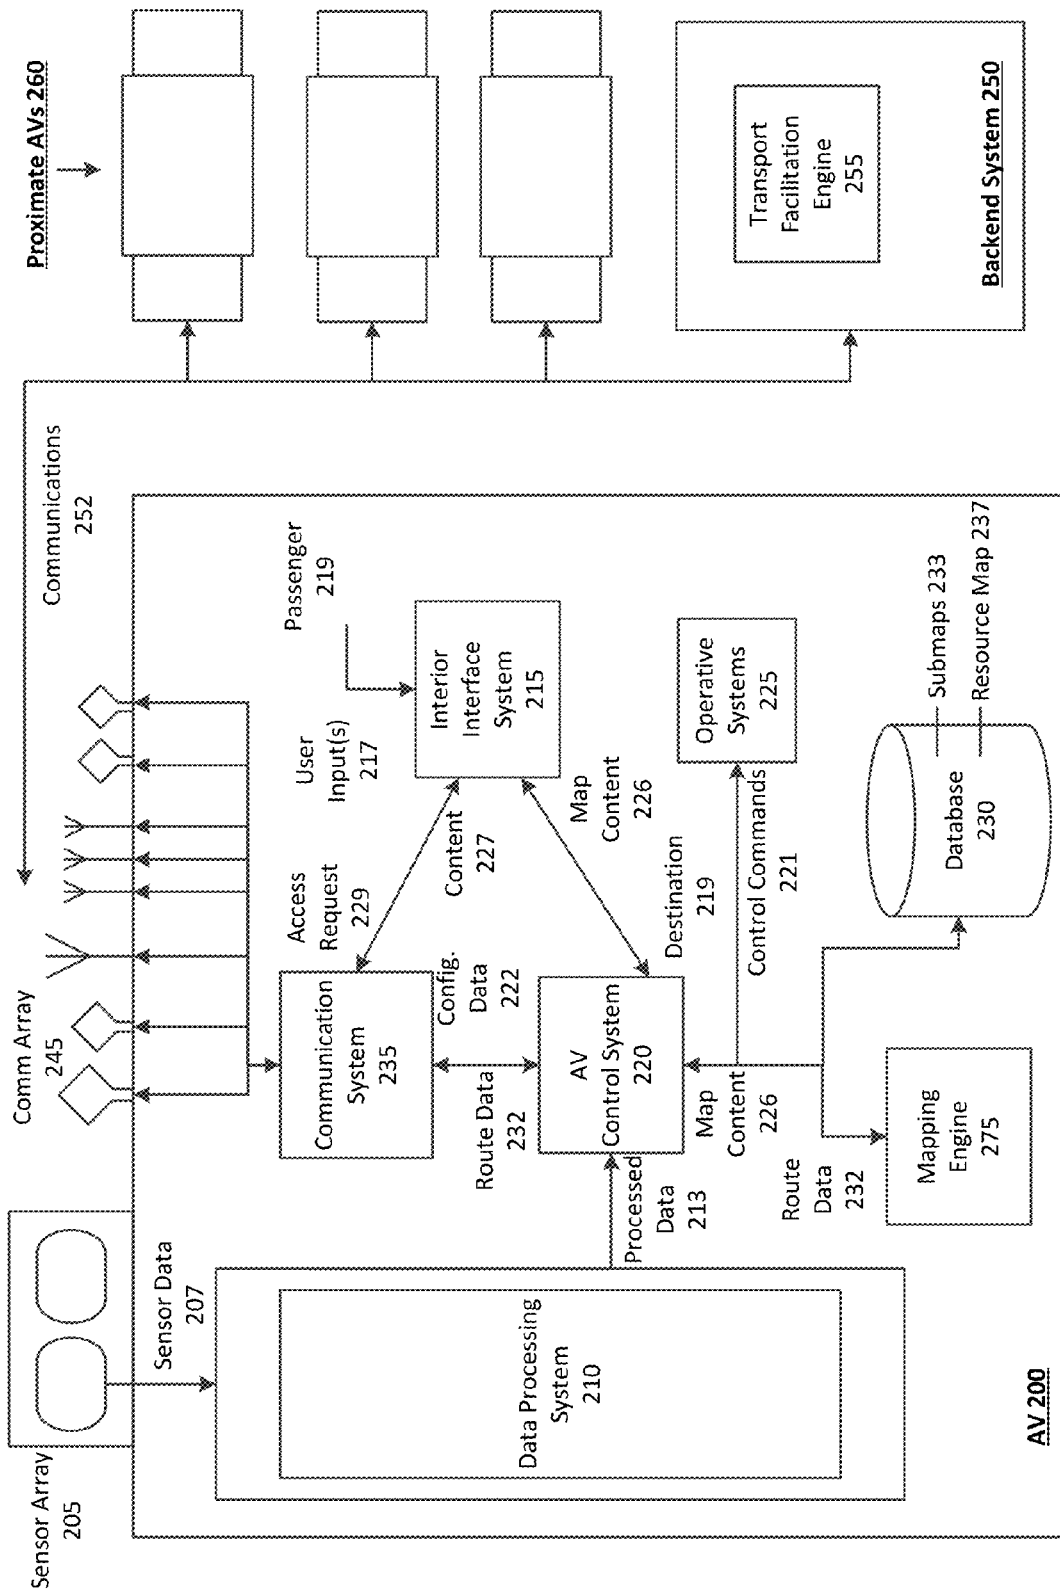 Sensor Array
205
Comm Array
245
Communications
252
Proximate AVs 260
Sensor Data
207
Data Processing
System
210
Processed
Data
213
Communication
System
235
Route Data
232
Config.
Data
222
Access
Request
229
Content
227
User
Input(s)
217
Passenger
219
Interior
Interface
System
215
Map
Content
226
AV
Control System
220
Destination
219
Control Commands
221
Operative
Systems
225
Map
Content
226
Route
Data
232
Mapping
Engine
275
Database
230
Submaps 233
Resource Map 237
Transport
Facilitation
Engine
255
Backend System 250
AV 200